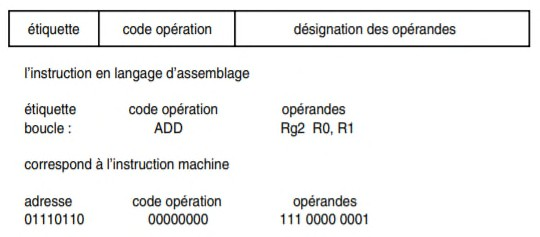 étiquette code opération désignation des opérandes
l'instruction en langage d'assemblage
étiquette code opération opérandes
boucle : ADD Rg2 R0, R1
correspond à l'instruction machine
adresse code opération opérandes
01110110 00000000 111 0000 0001